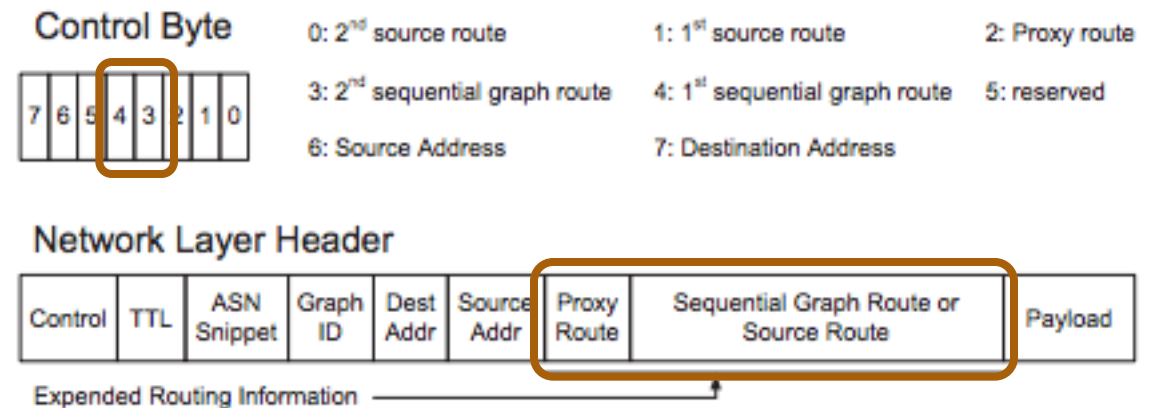 Control Byte
0: 2nd source route 1: 1st source route 2: Proxy route
7 6 5 4 3 2 1 0
3: 2nd sequential graph route 4: 1st sequential graph route 5: reserved
6: Source Address 7: Destination Address
Network Layer Header
Control TTL ASN Snippet Graph ID Dest Addr Source Addr Proxy Route Sequential Graph Route or Source Route Payload
Expended Routing Information